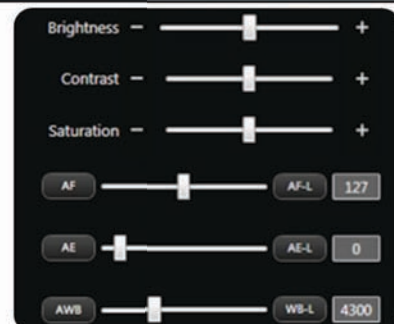 Brightness − +
Contrast − +
Saturation − +
AF AF-L 127
AE AE-L 0
AWB WB-L 4300